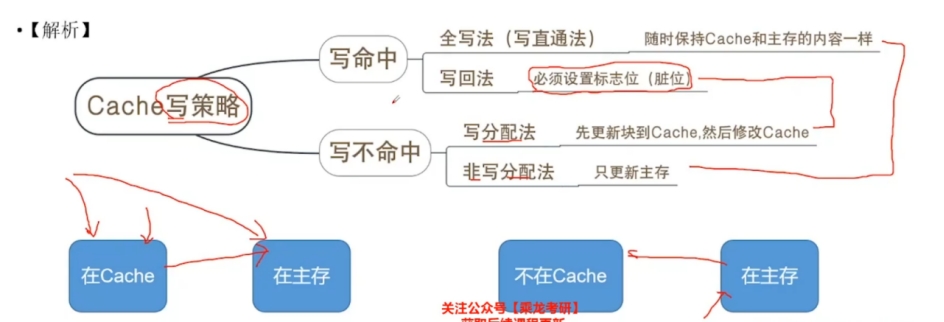 •【解析】
全写法（写直通法）
随时保持Cache和主存的内容一样
写命中
写回法
必须设置标志位（脏位）
Cache写策略
写分配法
先更新块到Cache,然后修改Cache
写不命中
非写分配法
只更新主存
在Cache
在主存
不在Cache
在主存
关注公众号【乘龙考研】